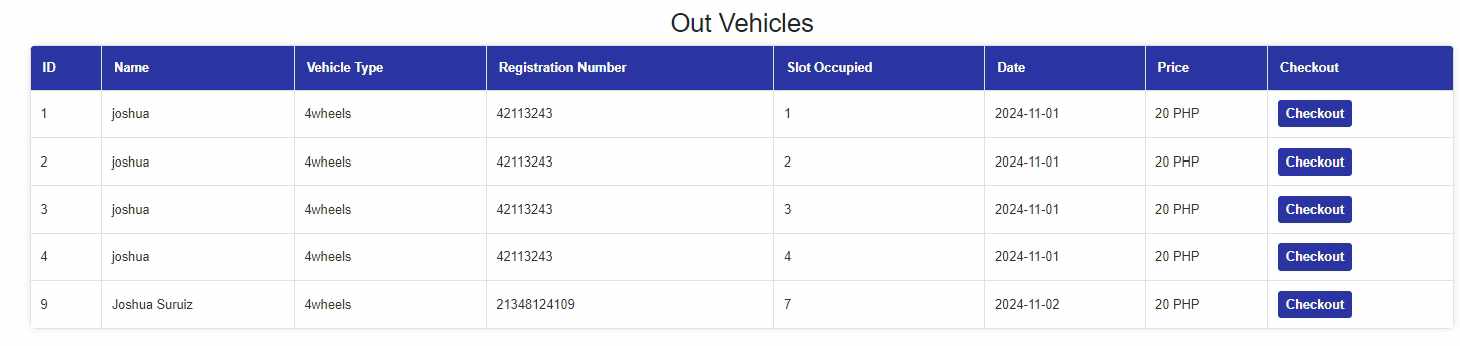 Out Vehicles
ID Name Vehicle Type Registration Number Slot Occupied Date Price Checkout
1 joshua 4wheels 42113243 1 2024-11-01 20 PHP Checkout
2 joshua 4wheels 42113243 2 2024-11-01 20 PHP Checkout
3 joshua 4wheels 42113243 3 2024-11-01 20 PHP Checkout
4 joshua 4wheels 42113243 4 2024-11-01 20 PHP Checkout
9 Joshua Suruiz 4wheels 21348124109 7 2024-11-02 20 PHP Checkout